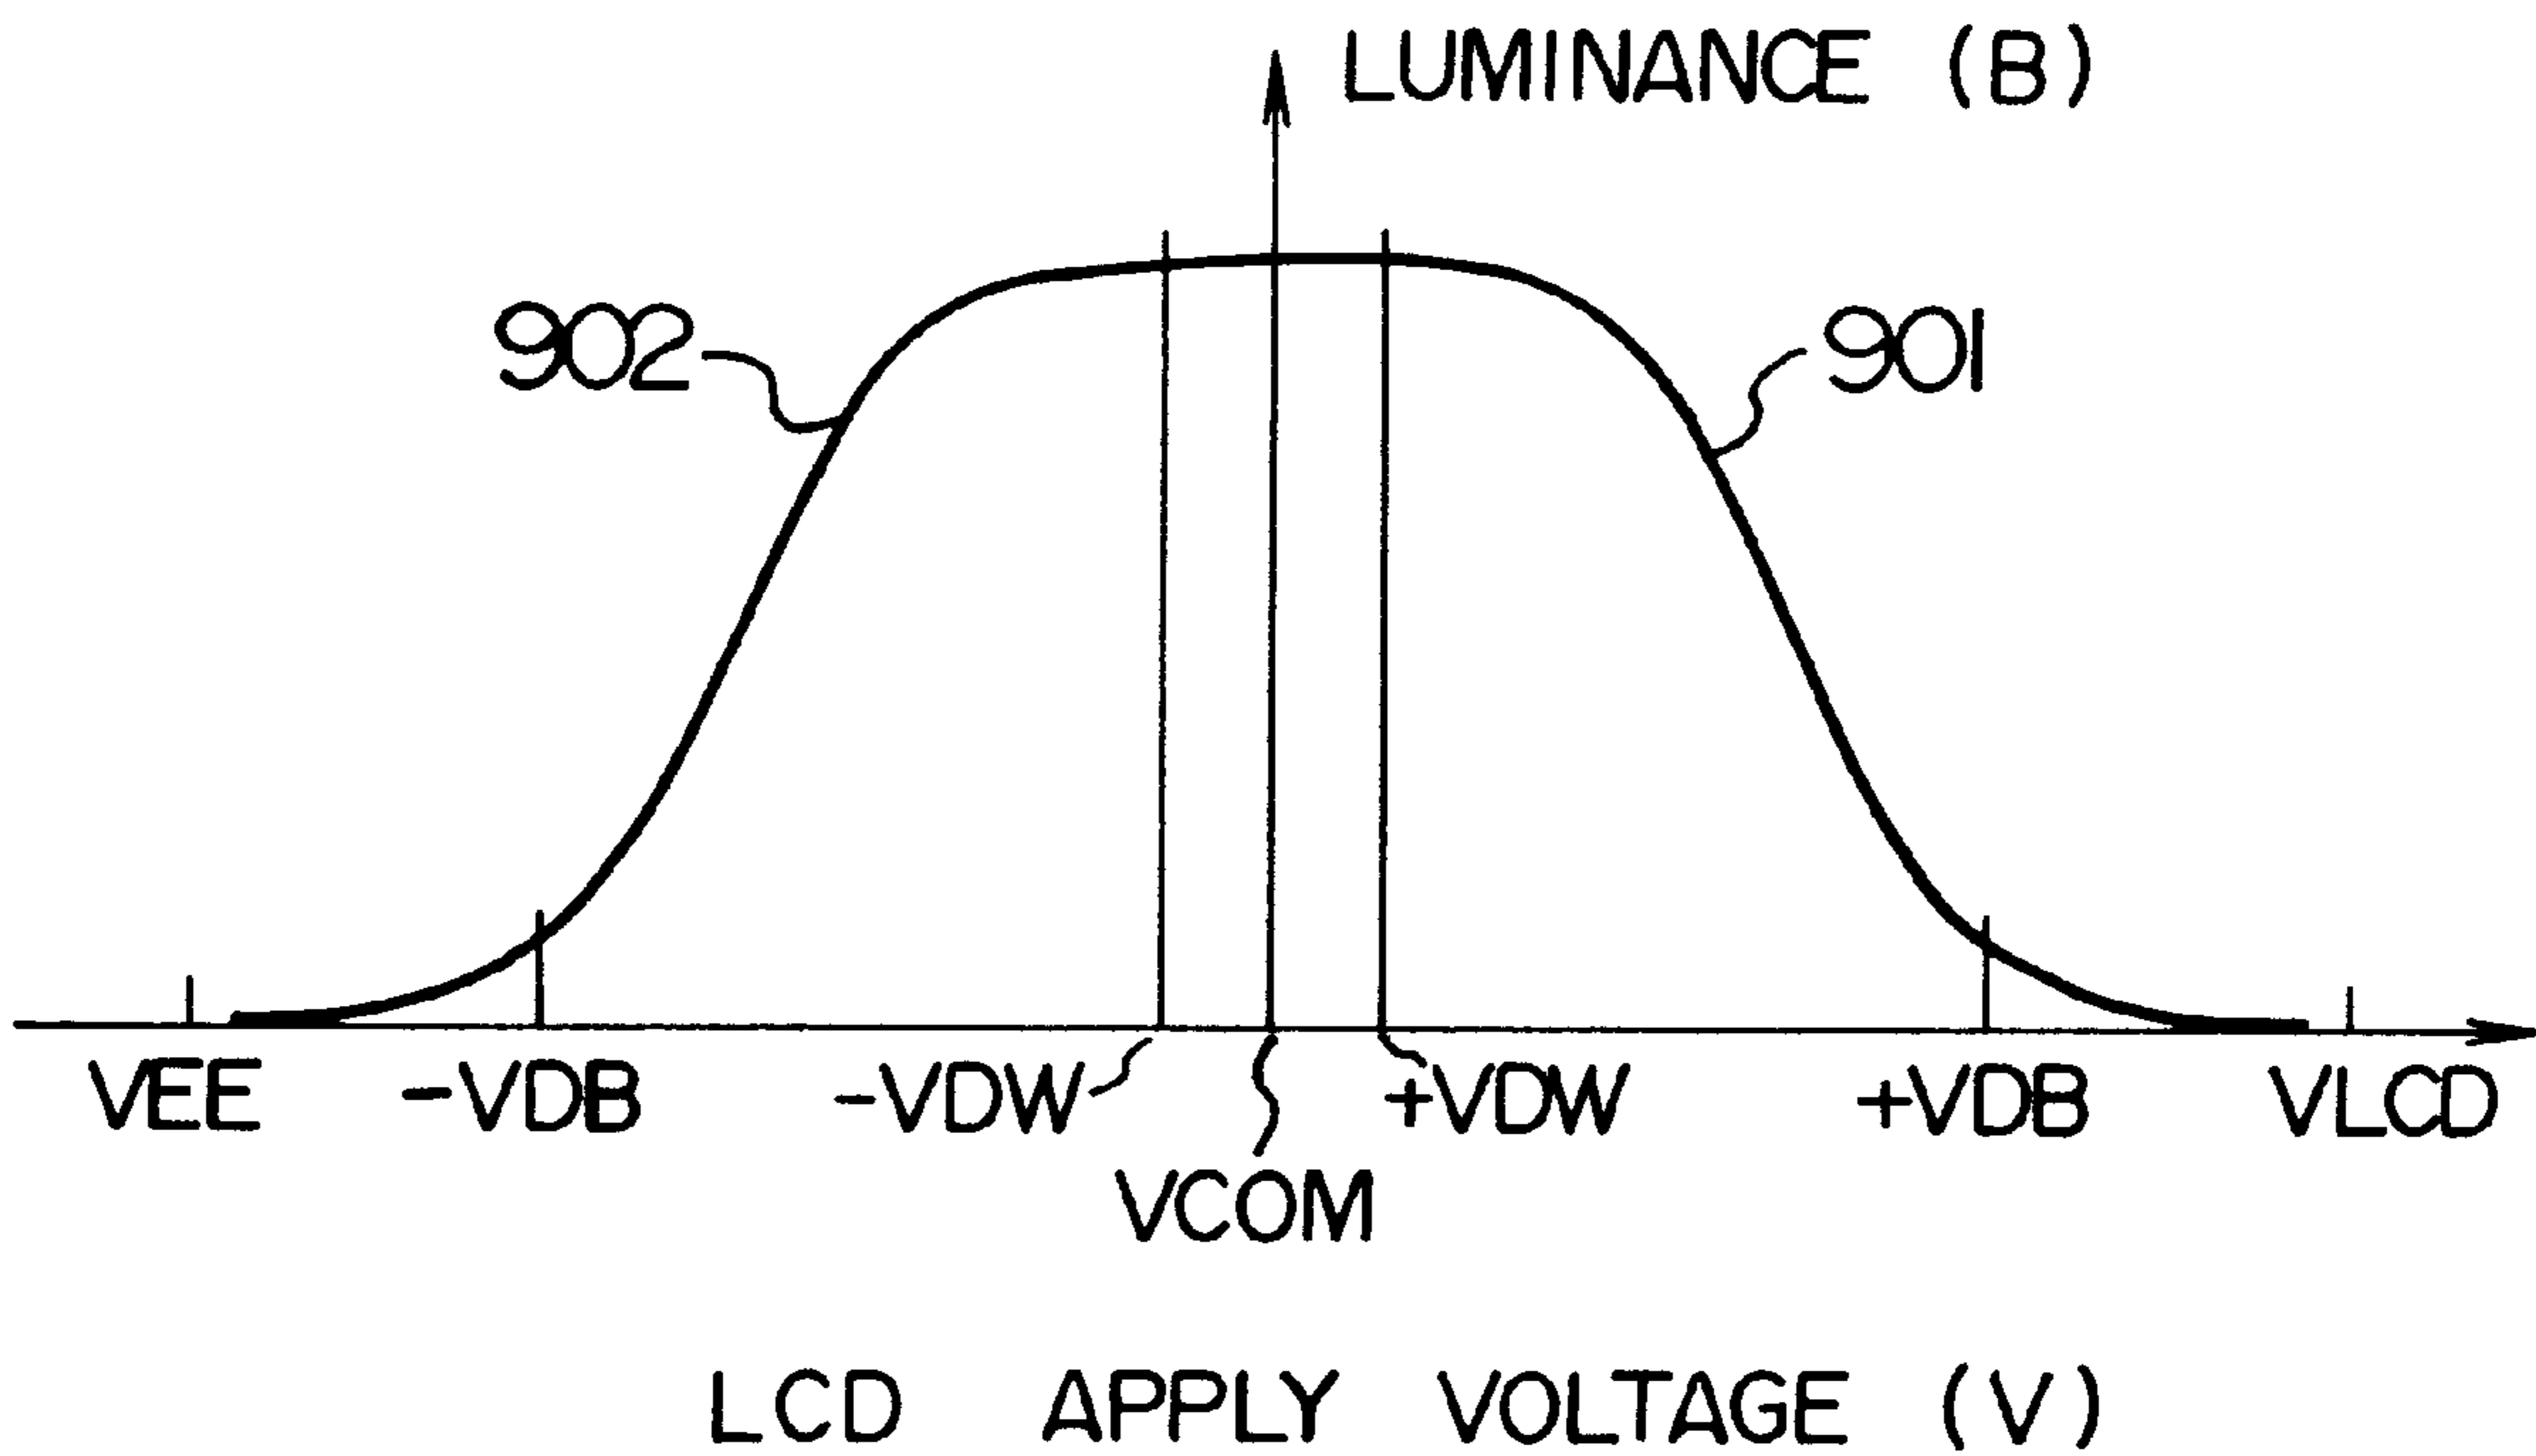 LUMINANCE (B)
902
901
VEE -VDB -VDW +VDW +VDB VLCD
VCOM
LCD APPLY VOLTAGE (V)